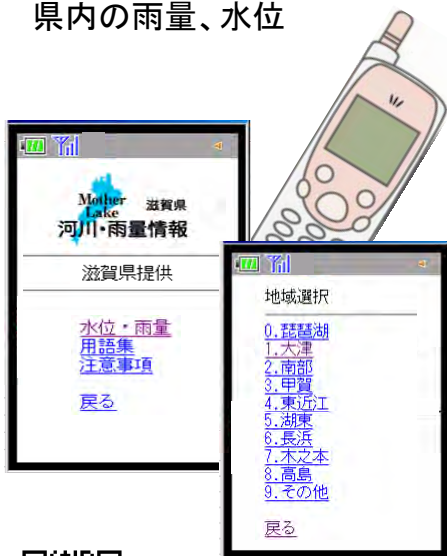 県内の雨量、水位
Mother
Lake
滋賀県
河川・雨量情報
滋賀県提供
水位・雨量
用語集
注意事項
戻る
地域選択
0.琵琶湖
1.大津
2.南部
3.甲賀
4.東近江
5.湖東
6.長浜
7.木之本
8.高島
9.その他
戻る